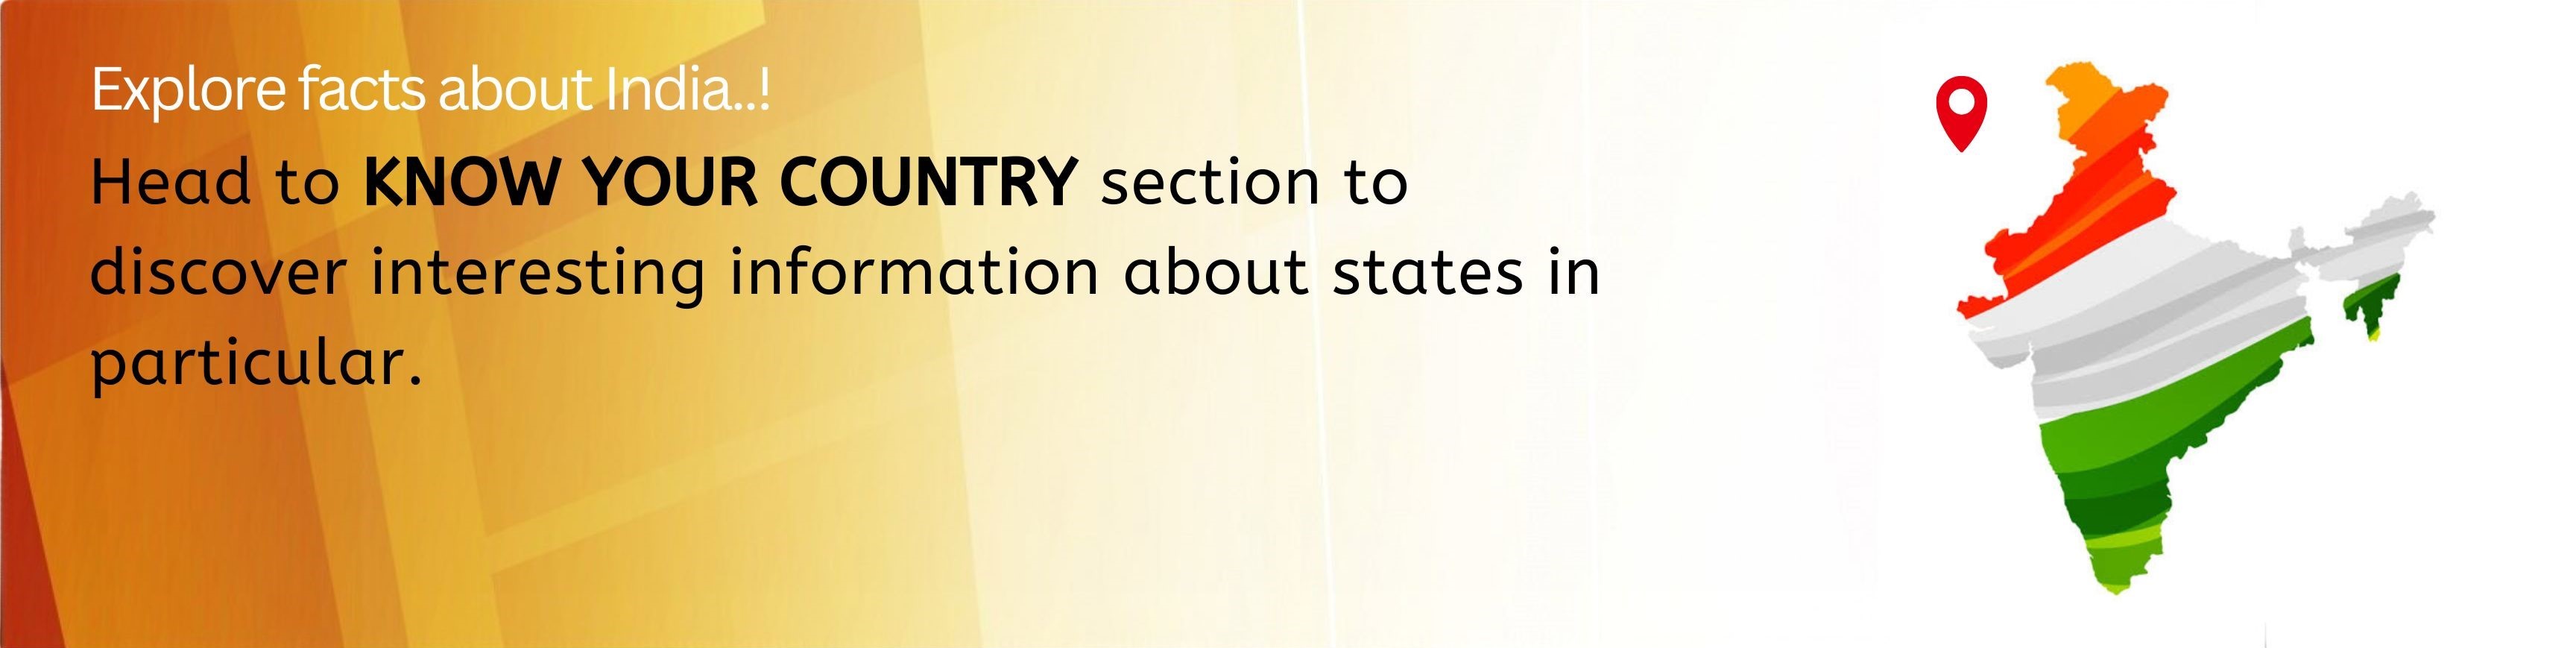 Explore facts about India..!
Head to KNOW YOUR COUNTRY section to
discover interesting information about states in
particular.